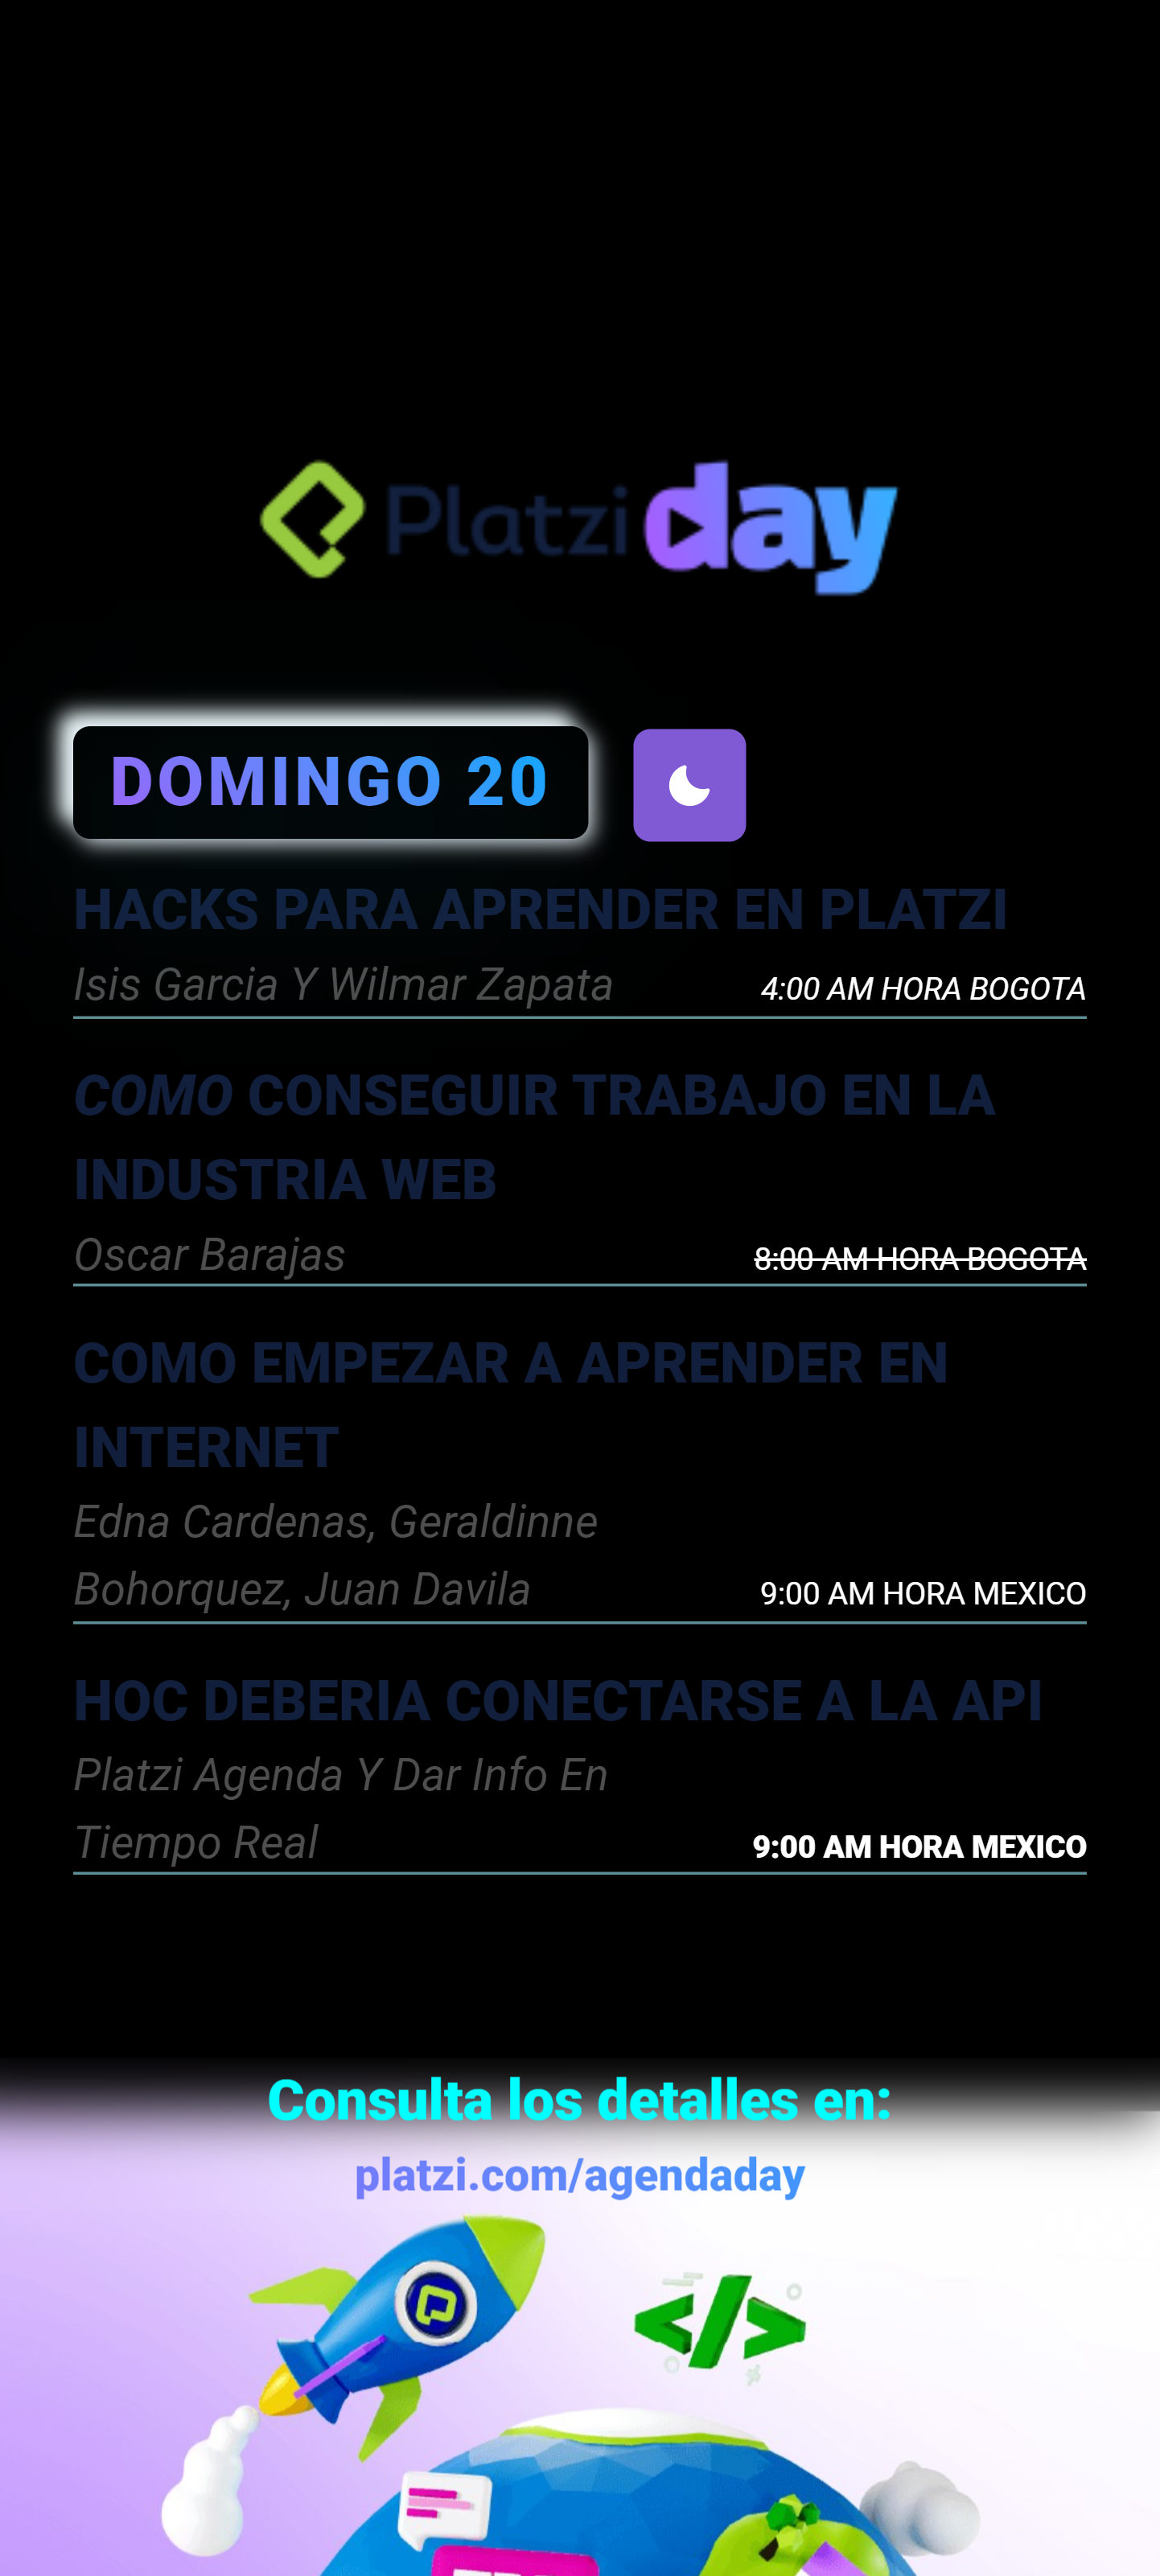 Platzi day
DOMINGO 20
HACKS PARA APRENDER EN PLATZI
Isis Garcia Y Wilmar Zapata 4:00 AM HORA BOGOTA
COMO CONSEGUIR TRABAJO EN LA
INDUSTRIA WEB
Oscar Barajas 8:00 AM HORA BOGOTA
COMO EMPEZAR A APRENDER EN
INTERNET
Edna Cardenas, Geraldinne
Bohorquez, Juan Davila 9:00 AM HORA MEXICO
HOC DEBERIA CONECTARSE A LA API
Platzi Agenda Y Dar Info En
Tiempo Real 9:00 AM HORA MEXICO
Consulta los detalles en:
platzi.com/agendaday
</>